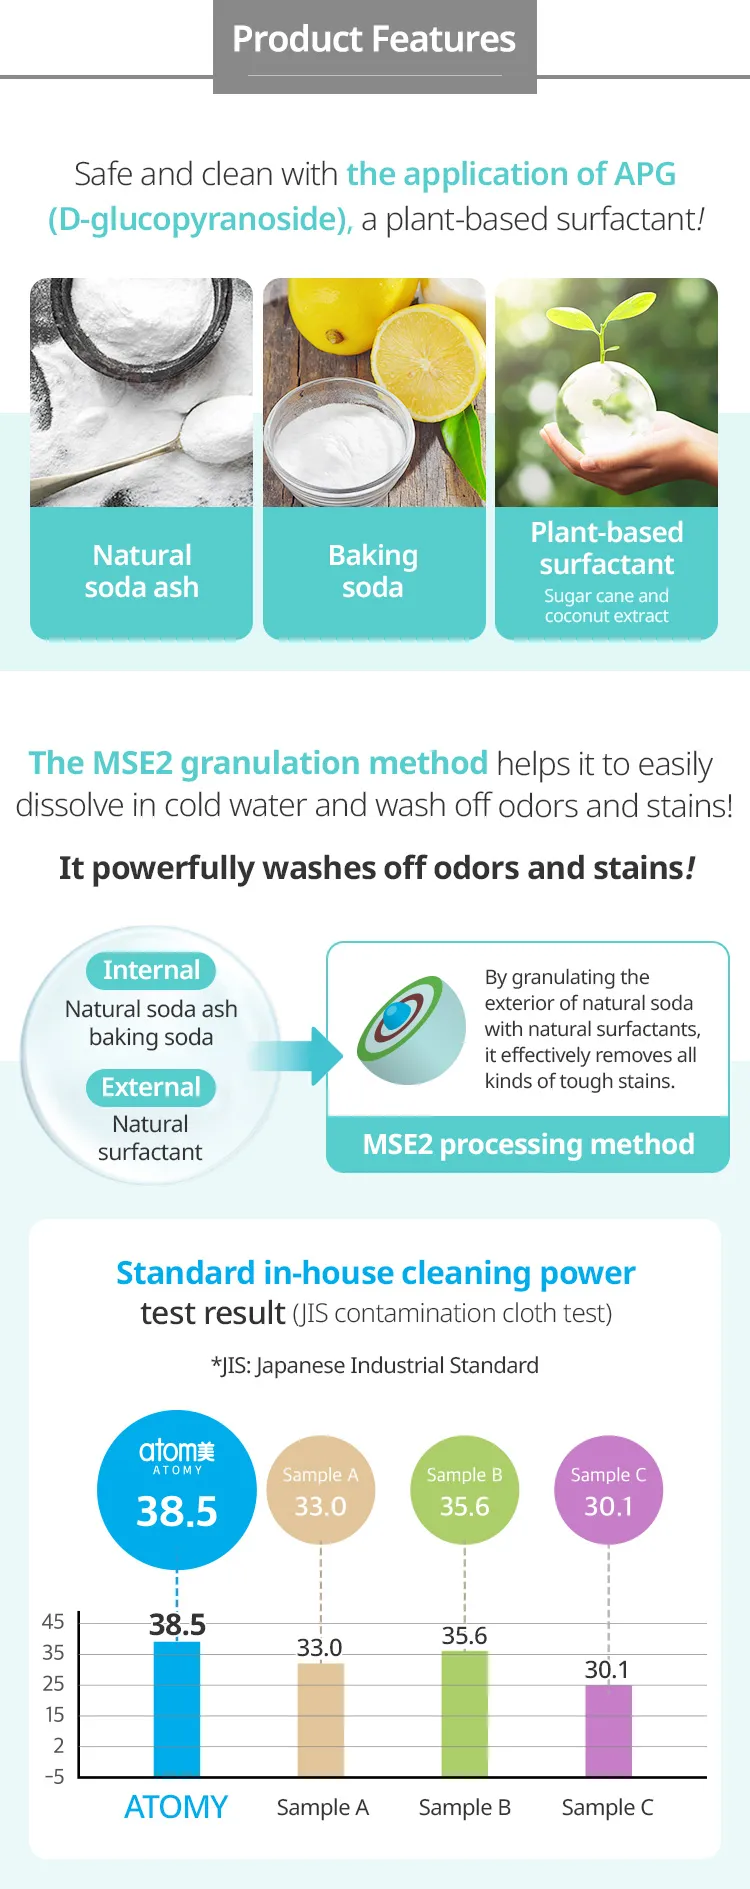 Product Features
Safe and clean with the application of APG
(D-glucopyranoside), a plant-based surfactant!
Natural
soda ash
Baking
soda
Plant-based
surfactant
Sugar cane and
coconut extract
The MSE2 granulation method helps it to easily
dissolve in cold water and wash off odors and stains!
It powerfully washes off odors and stains!
Internal
Natural soda ash
baking soda
External
Natural
surfactant
By granulating the
exterior of natural soda
with natural surfactants,
it effectively removes all
kinds of tough stains.
MSE2 processing method
Standard in-house cleaning power
test result (JIS contamination cloth test)
*JIS: Japanese Industrial Standard
atom美
ATOMY
38.5
Sample A
33.0
Sample B
35.6
Sample C
30.1
45
35
25
15
2
-5
38.5
33.0
35.6
30.1
ATOMY
Sample A
Sample B
Sample C